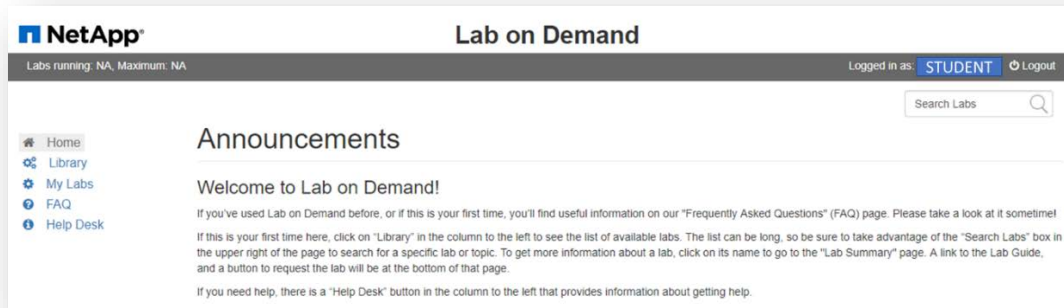 NetApp®
Lab on Demand
Labs running: NA, Maximum: NA
Logged in as: STUDENT Logout
Search Labs
Home
Library
My Labs
FAQ
Help Desk
Announcements
Welcome to Lab on Demand!
If you've used Lab on Demand before, or if this is your first time, you'll find useful information on our "Frequently Asked Questions" (FAQ) page. Please take a look at it sometime!
If this is your first time here, click on "Library" in the column to the left to see the list of available labs. The list can be long, so be sure to take advantage of the "Search Labs" box in
the upper right of the page to search for a specific lab or topic. To get more information about a lab, click on its name to go to the "Lab Summary" page. A link to the Lab Guide,
and a button to request the lab will be at the bottom of that page.
If you need help, there is a "Help Desk" button in the column to the left that provides information about getting help.